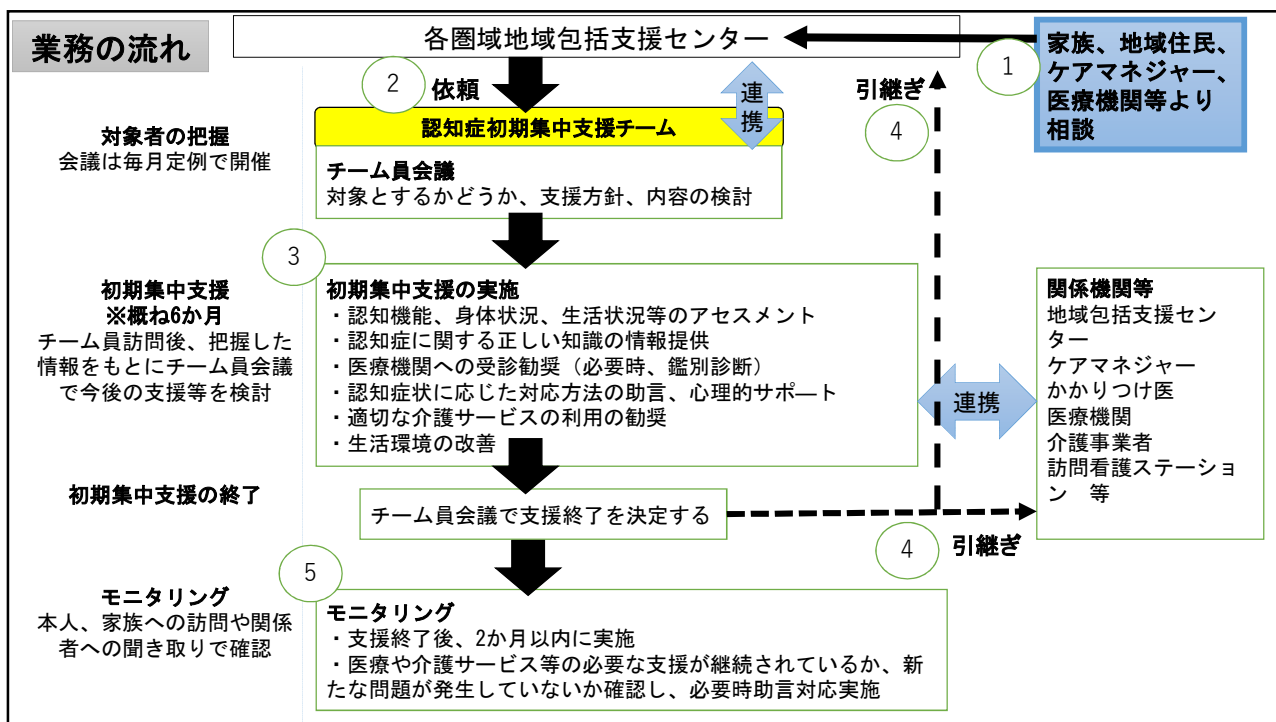 業務の流れ
各圏域地域包括支援センター
1
家族、地域住民、
ケアマネジャー、
医療機関等より
相談
2
依頼
連携
引継ぎ
4
対象者の把握
会議は毎月定例で開催
認知症初期集中支援チーム
チーム員会議
対象とするかどうか、支援方針、内容の検討
3
初期集中支援
※概ね6か月
チーム員訪問後、把握した
情報をもとにチーム員会議
で今後の支援等を検討
初期集中支援の実施
・認知機能、身体状況、生活状況等のアセスメント
・認知症に関する正しい知識の情報提供
・医療機関への受診勧奨（必要時、鑑別診断）
・認知症状に応じた対応方法の助言、心理的サポート
・適切な介護サービスの利用の勧奨
・生活環境の改善
連携
関係機関等
地域包括支援セン
ター
ケアマネジャー
かかりつけ医
医療機関
介護事業者
訪問看護ステーショ
ン　等
初期集中支援の終了
チーム員会議で支援終了を決定する
4
引継ぎ
5
モニタリング
本人、家族への訪問や関係
者への聞き取りで確認
モニタリング
・支援終了後、2か月以内に実施
・医療や介護サービス等の必要な支援が継続されているか、新
たな問題が発生していないか確認し、必要時助言対応実施